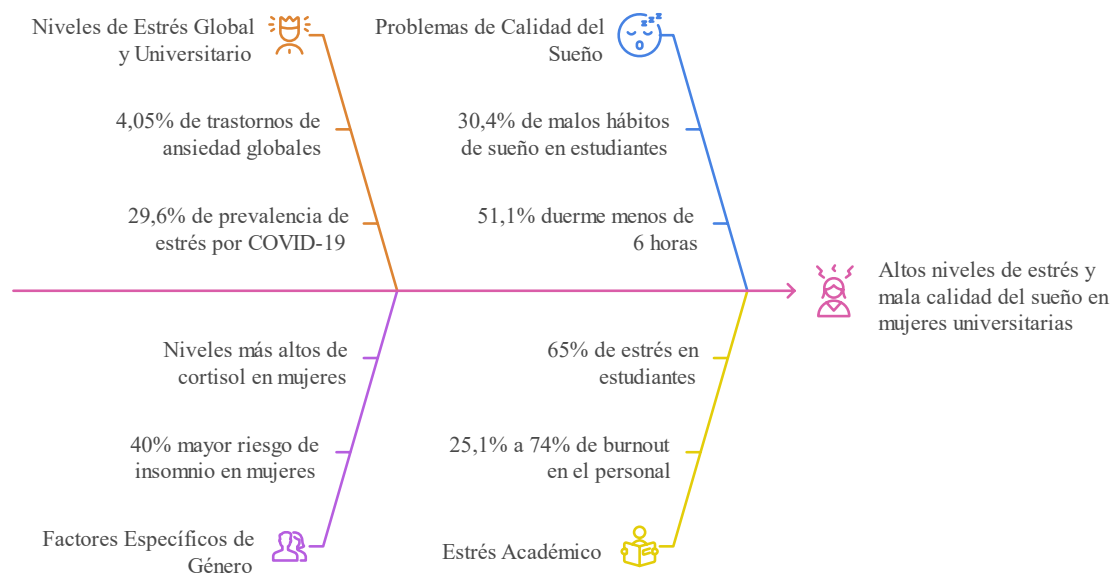 Niveles de Estrés Global
y Universitario
4,05% de trastornos de
ansiedad globales
29,6% de prevalencia de
estrés por COVID-19
Problemas de Calidad del
Sueño
zzz
30,4% de malos hábitos
de sueño en estudiantes
51,1% duerme menos de
6 horas
Altos niveles de estrés y
mala calidad del sueño en
mujeres universitarias
Niveles más altos de
cortisol en mujeres
40% mayor riesgo de
insomnio en mujeres
Factores Específicos de
Género
65% de estrés en
estudiantes
25,1% a 74% de burnout
en el personal
Estrés Académico